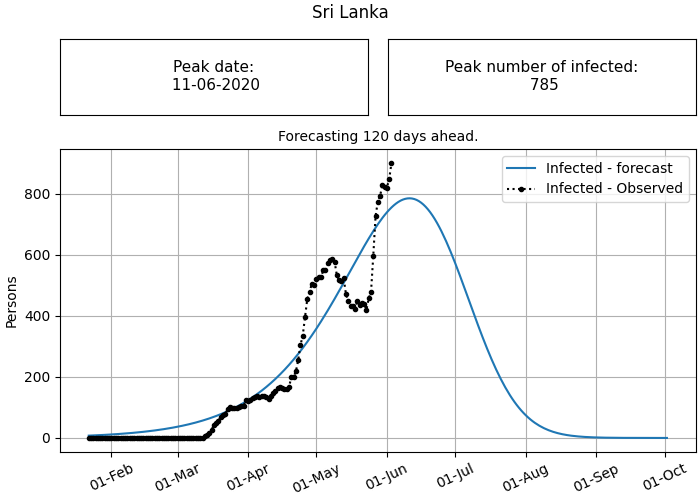 Sri Lanka
Peak date:
11-06-2020
Peak number of infected:
785
Forecasting 120 days ahead.
Infected - forecast
Infected - Observed
Persons
800
600
400
200
0
01-Feb
01-Mar
01-Apr
01-May
01-Jun
01-Jul
01-Aug
01-Sep
01-Oct